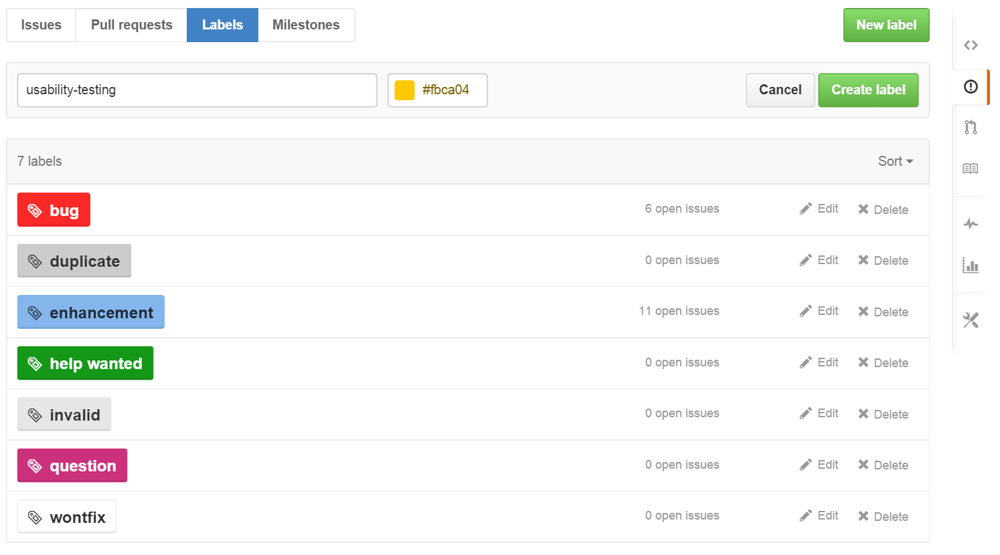 Issues Pull requests Labels Milestones New label
usability-testing #fbca04 Cancel Create label
7 labels Sort
bug 6 open issues Edit Delete
duplicate 0 open issues Edit Delete
enhancement 11 open issues Edit Delete
help wanted 0 open issues Edit Delete
invalid 0 open issues Edit Delete
question 0 open issues Edit Delete
wontfix 0 open issues Edit Delete